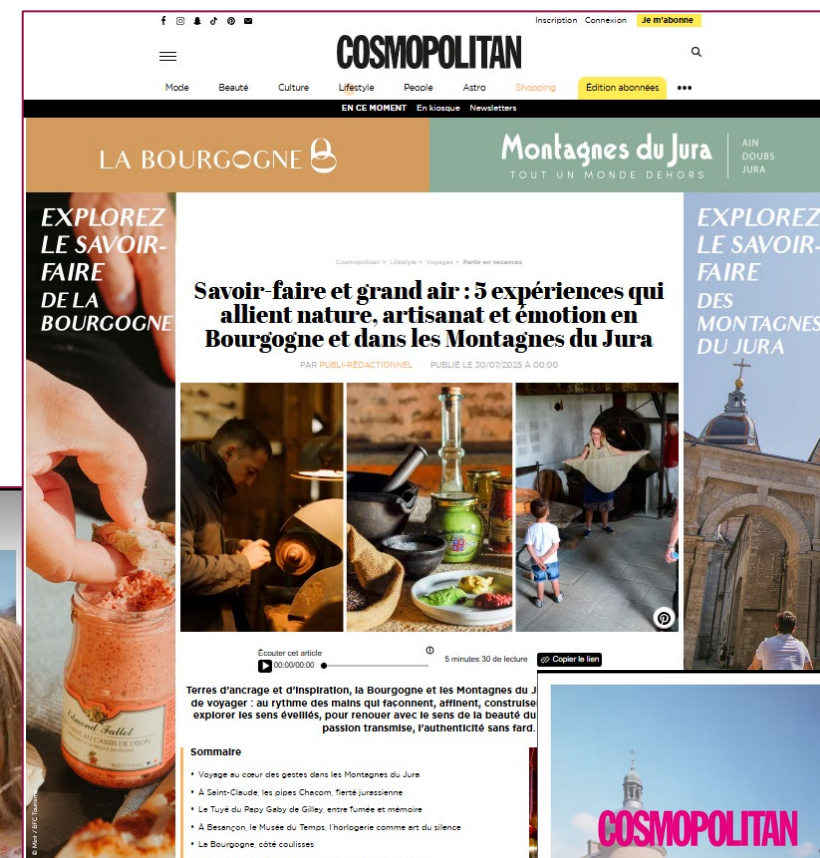 Inscription Connexion Je m'abonne
COSMOPOLITAN
Mode Beauté Culture Lifestyle People Astro Shopping Édition abonnées
EN CE MOMENT En kiosque Newsletters
LA BOURGOGNE
Montagnes du Jura
TOUT UN MONDE DEHORS
AIN
DOUBS
JURA
EXPLOREZ
LE SAVOIR-
FAIRE
DE LA
BOURGOGNE
EXPLOREZ
LE SAVOIR-
FAIRE
DES
MONTAGNES
DU JURA
Cosmopolitan > Lifestyle > Voyages > Partir en vacances
Savoir-faire et grand air : 5 expériences qui
allient nature, artisanat et émotion en
Bourgogne et dans les Montagnes du Jura
PAR PUBLI-RÉDACTIONNEL PUBLIÉ LE 30/07/2025 À 00:00
Écouter cet article
00:00/00:00
5 minutes 30 de lecture
Copier le lien
Terres d'ancrage et d'inspiration, la Bourgogne et les Montagnes du J
de voyager : au rythme des mains qui façonnent, affinent, construise
explorer les sens éveillés, pour renouer avec le sens de la beauté du
passion transmise, l'authenticité sans fard.
Sommaire
• Voyage au cœur des gestes dans les Montagnes du Jura
• À Saint-Claude, les pipes Chacom, fierté jurassienne
• Le Tuyé du Papy Gaby de Gilley, entre fumée et mémoire
• À Besançon, le Musée du Temps, l'horlogerie comme art du silence
• La Bourgogne, côté coulisses
Edmond Fallot
COSMOPOLITAN